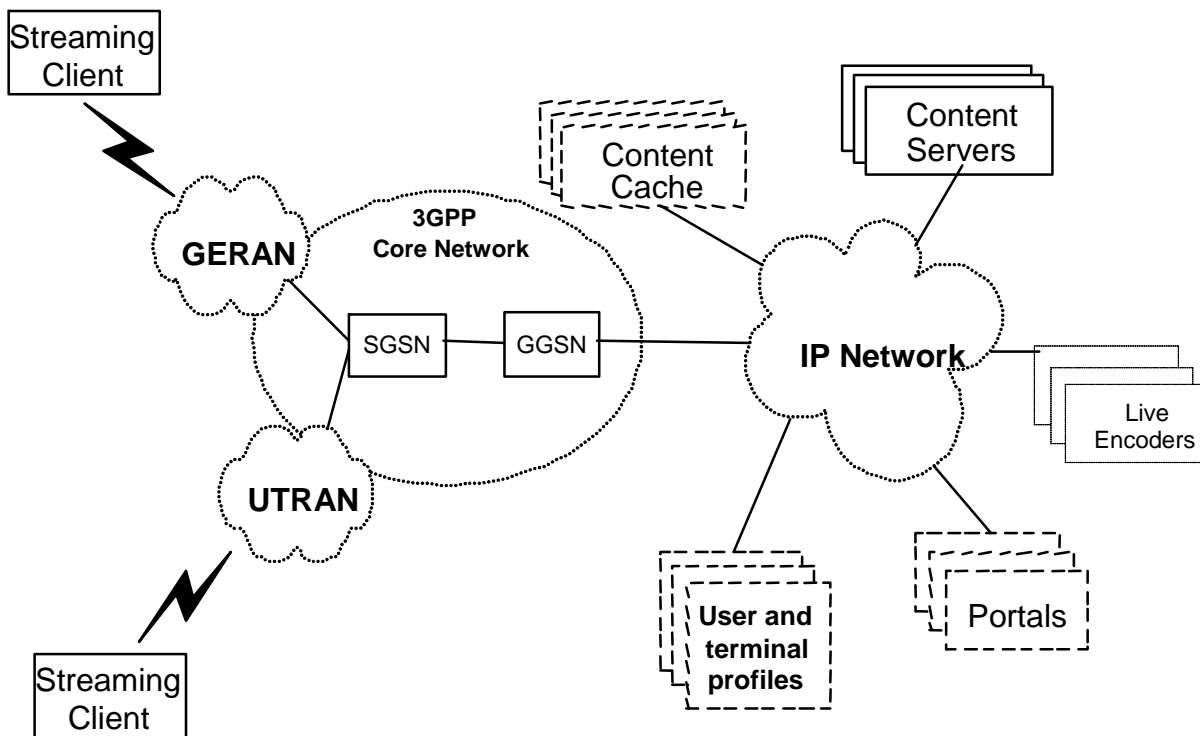 Streaming
Client
Content
Servers
Content
Cache
3GPP
Core Network
GERAN
SGSN
GGSN
IP Network
Live
Encoders
UTRAN
User and
terminal
profiles
Portals
Streaming
Client